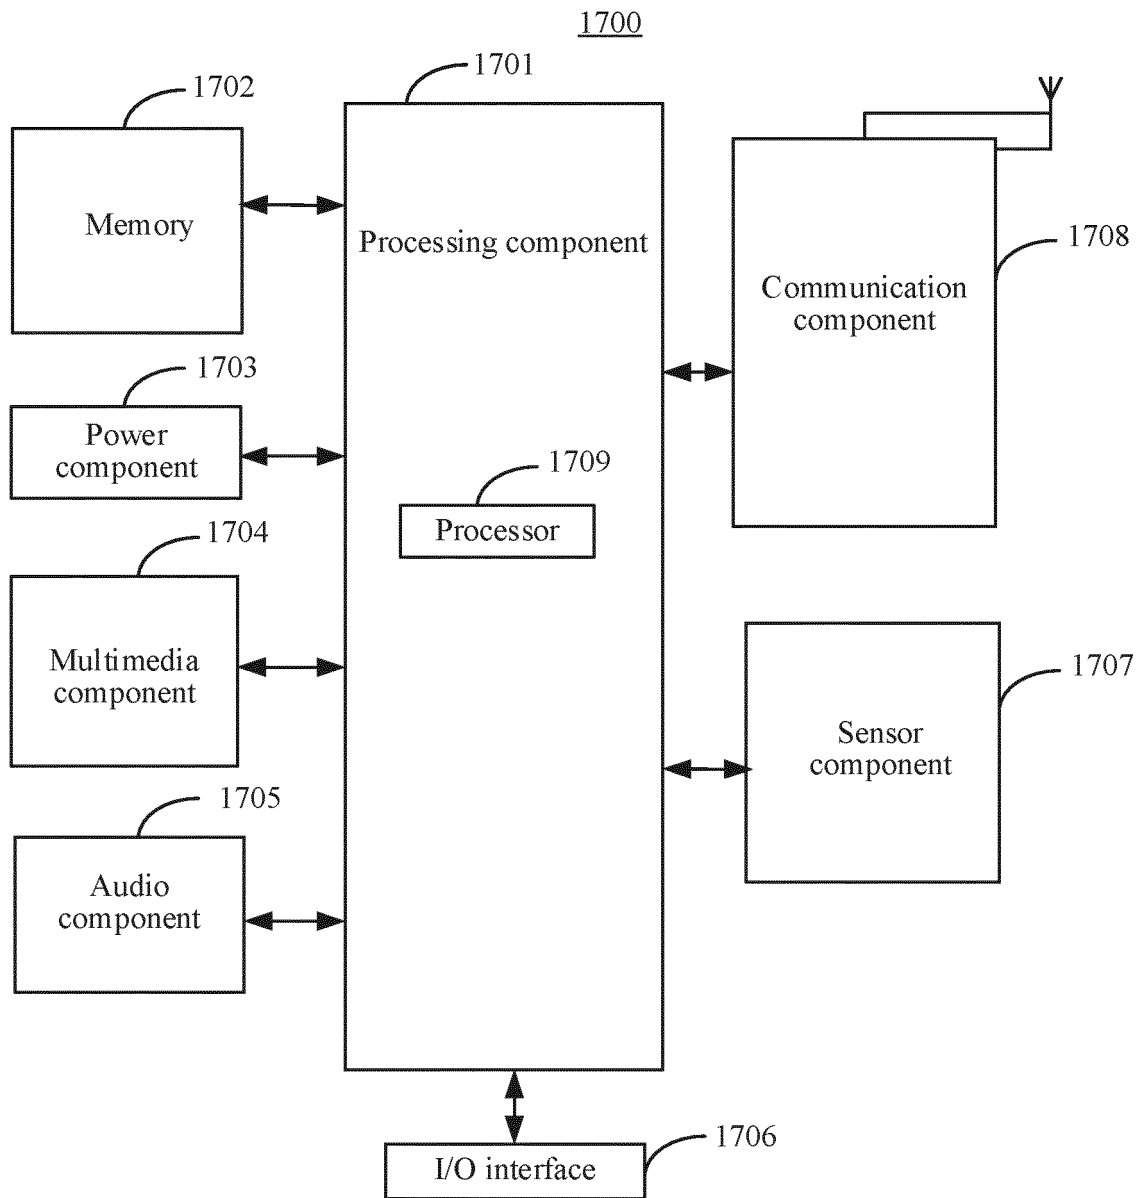 1700
1701
1702
Memory
Processing component
1708
Communication
component
1703
Power
component
1709
Processor
1704
Multimedia
component
1707
Sensor
component
1705
Audio
component
1706
I/O interface